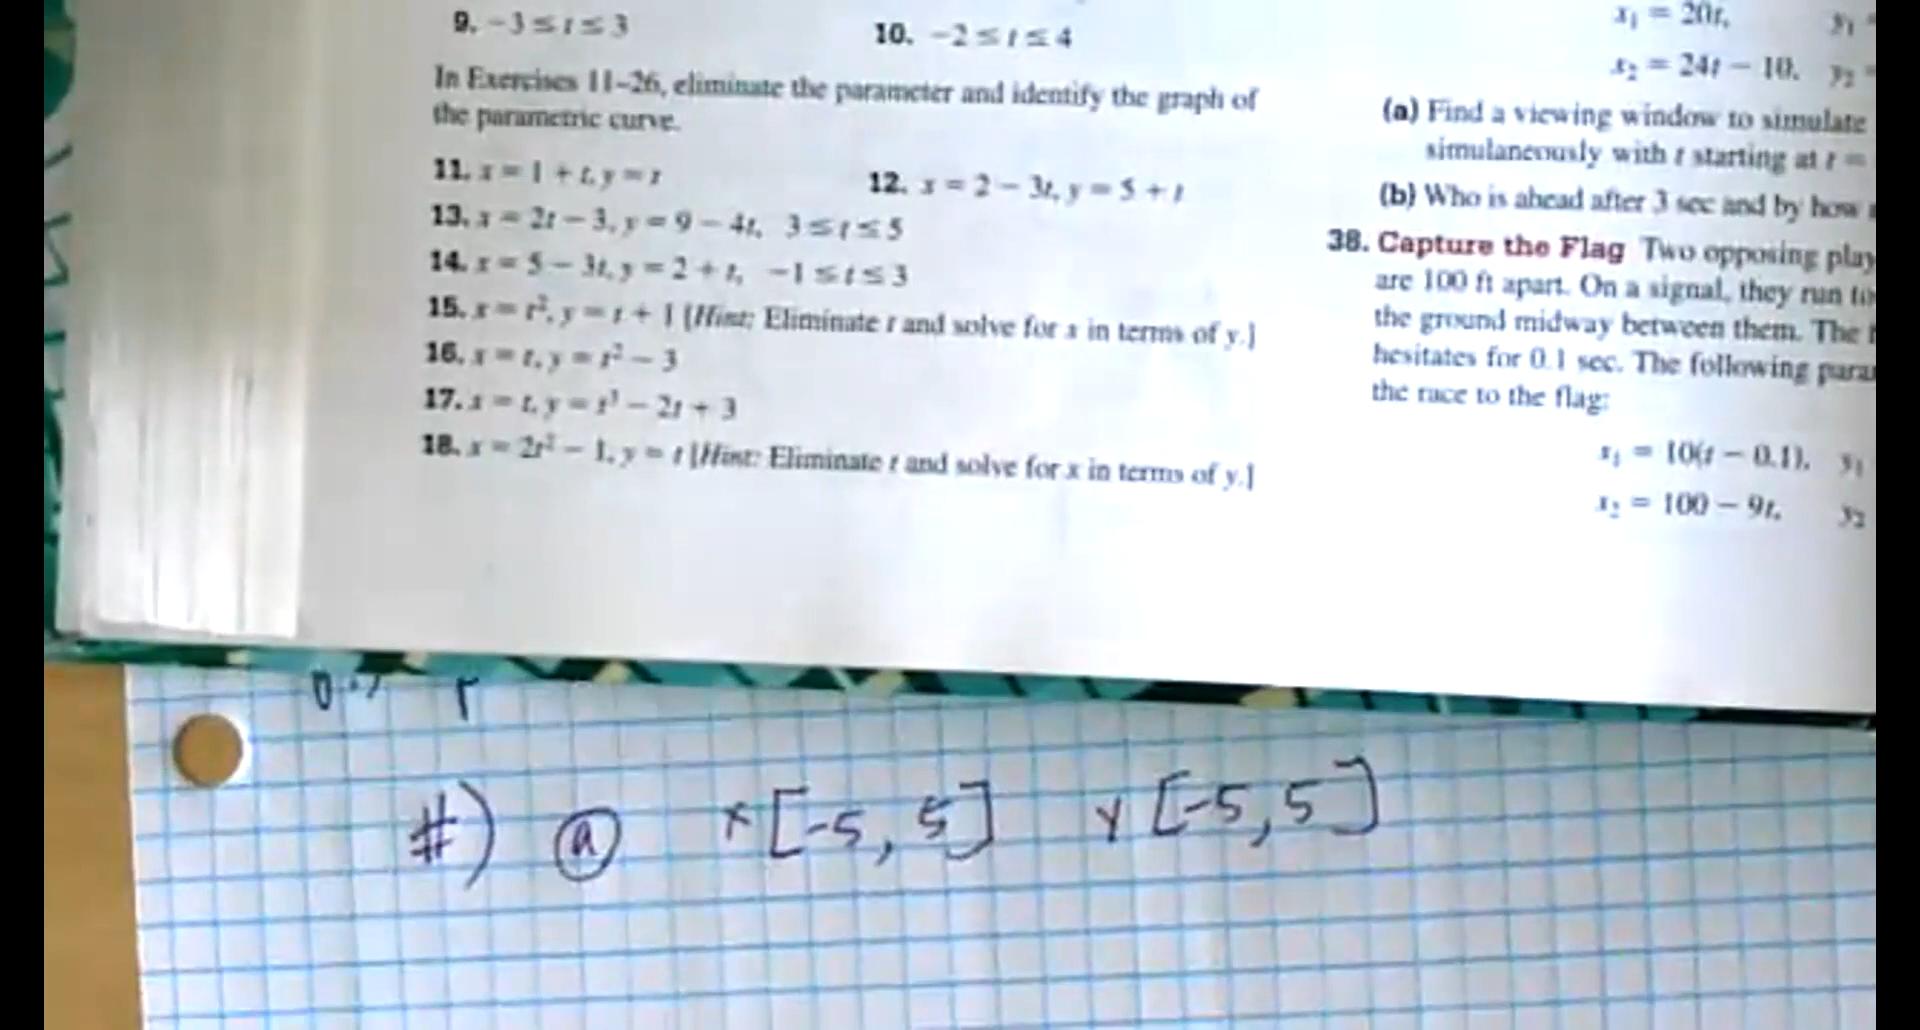 9. −3 ≤ t ≤ 3
10. −2 ≤ t ≤ 4
In Exercises 11–26, eliminate the parameter and identify the graph of
the parametric curve.
11. x = 1 + t, y = t
12. x = 2 − 3t, y = 5 + t
13. x = 2t − 3, y = 9 − 4t, 3 ≤ t ≤ 5
14. x = 5 − 3t, y = 2 + t, −1 ≤ t ≤ 3
15. x = t², y = t + 1 [Hint: Eliminate t and solve for x in terms of y.]
16. x = t, y = t² − 3
17. x = t, y = t³ − 2t + 3
18. x = 2t² − 1, y = t [Hint: Eliminate t and solve for x in terms of y.]
x₁ = 20t, y₁ =
x₂ = 24t − 10, y₂ =
(a) Find a viewing window to simulate
simulaneously with t starting at t =
(b) Who is ahead after 3 sec and by how
38. Capture the Flag Two opposing play
are 100 ft apart. On a signal, they run
the ground midway between them. The
hesitates for 0.1 sec. The following para
the race to the flag:
x₁ = 10(t − 0.1), y₁
x₂ = 100 − 9t, y₂
#) (a) x [-5, 5] y [-5, 5]